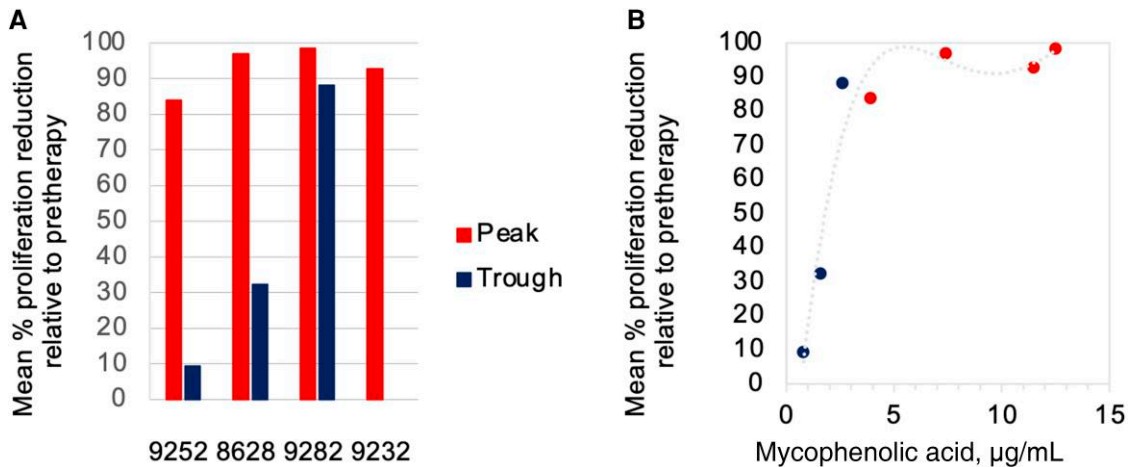 A
Mean % proliferation reduction
relative to pretherapy
100
90
80
70
60
50
40
30
20
10
0
9252 8628 9282 9232
Peak
Trough
B
Mean % proliferation reduction
relative to pretherapy
100
90
80
70
60
50
40
30
20
10
0
0 5 10 15
Mycophenolic acid, µg/mL